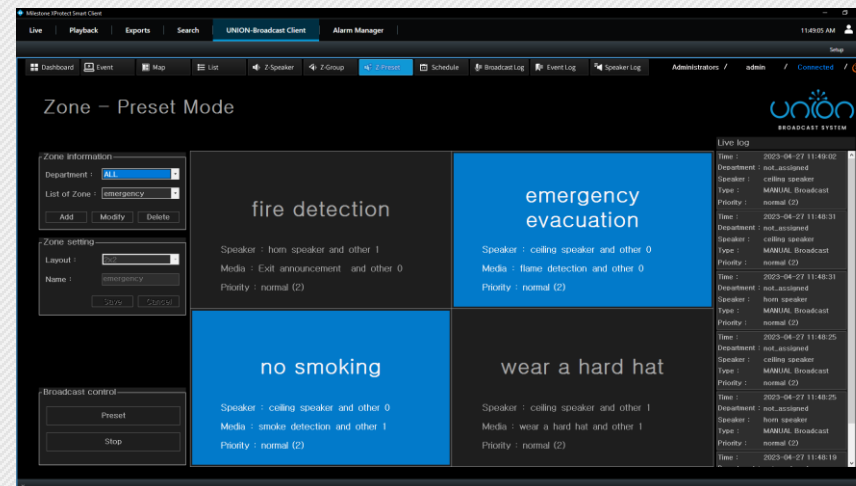 Milestone XProtect Smart Client
Live Playback Exports Search UNION-Broadcast Client Alarm Manager 11:49:05 AM
Setup
Dashboard Event Map List Z-Speaker Z-Group Z-Preset Schedule Broadcast Log Event Log Speaker Log Administrators / admin / Connected /
Zone - Preset Mode
union
BROADCAST SYSTEM
Zone Information
Department : ALL
List of Zone : emergency
Add Modify Delete
Zone setting
Layout : 2x2
Name : emergency
Save Cancel
Broadcast control
Preset
Stop
fire detection
Speaker : horn speaker and other 1
Media : Exit announcement and other 0
Priority : normal (2)
emergency
evacuation
Speaker : ceiling speaker and other 0
Media : flame detection and other 0
Priority : normal (2)
no smoking
Speaker : ceiling speaker and other 0
Media : smoke detection and other 1
Priority : normal (2)
wear a hard hat
Speaker : ceiling speaker and other 1
Media : wear a hard hat and other 1
Priority : normal (2)
Live log
Time : 2023-04-27 11:49:02
Department : not_assigned
Speaker : ceiling speaker
Type : MANUAL Broadcast
Priority : normal (2)
Time : 2023-04-27 11:48:31
Department : not_assigned
Speaker : ceiling speaker
Type : MANUAL Broadcast
Priority : normal (2)
Time : 2023-04-27 11:48:31
Department : not_assigned
Speaker : horn speaker
Type : MANUAL Broadcast
Priority : normal (2)
Time : 2023-04-27 11:48:25
Department : not_assigned
Speaker : ceiling speaker
Type : MANUAL Broadcast
Priority : normal (2)
Time : 2023-04-27 11:48:25
Department : not_assigned
Speaker : horn speaker
Type : MANUAL Broadcast
Priority : normal (2)
Time : 2023-04-27 11:48:19